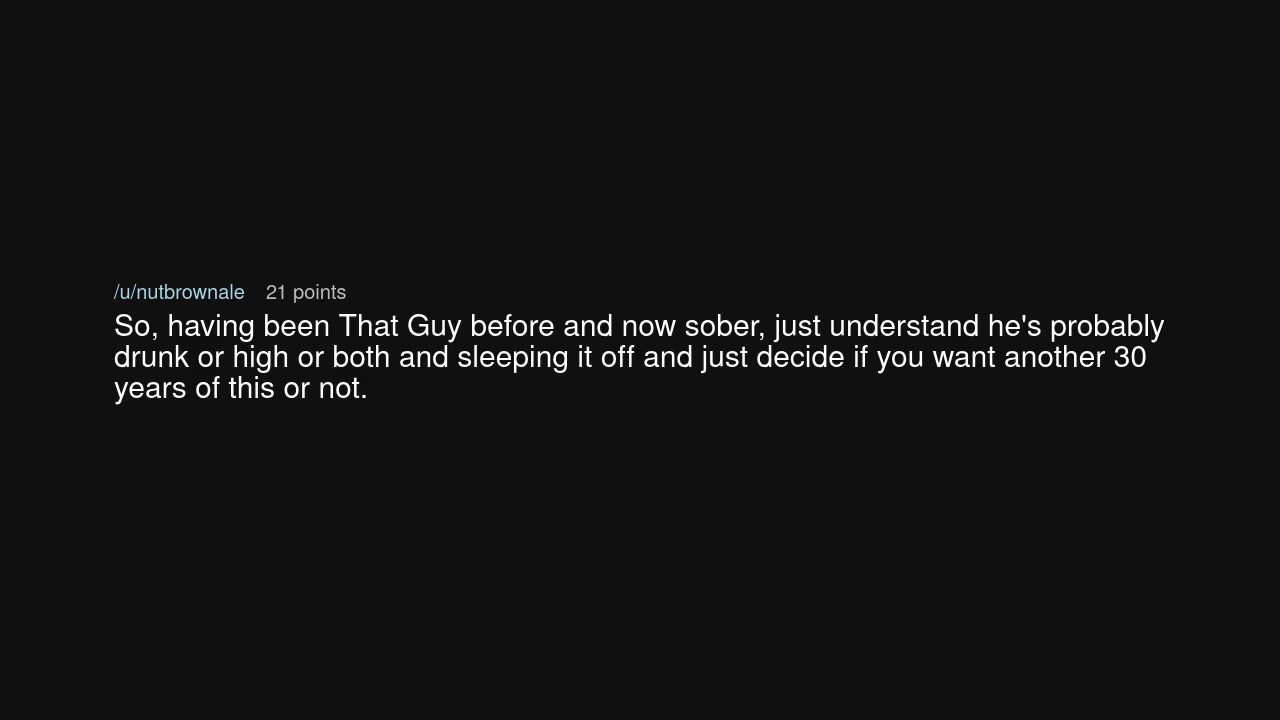 /u/nutbrownale 21 points
So, having been That Guy before and now sober, just understand he's probably
drunk or high or both and sleeping it off and just decide if you want another 30
years of this or not.